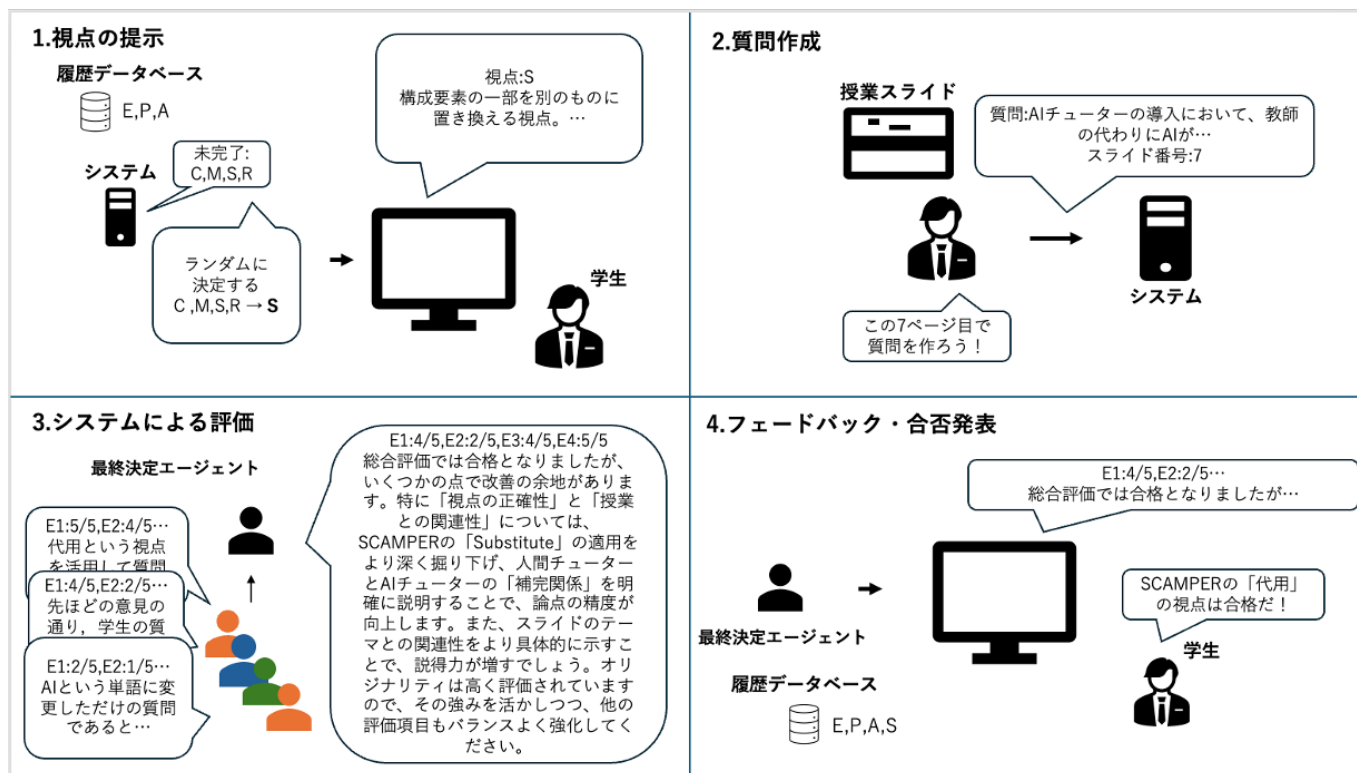 1.視点の提示
履歴データベース
E,P,A
システム
未完了:
C,M,S,R
ランダムに
決定する
C ,M,S,R → S
視点:S
構成要素の一部を別のものに
置き換える視点。…
学生
2.質問作成
授業スライド
質問:AIチューターの導入において、教師
の代わりにAIが…
スライド番号:7
この7ページ目で
質問を作ろう！
システム
3.システムによる評価
最終決定エージェント
E1:5/5,E2:4/5…
代用という視点
を活用して質問
E1:4/5,E2:2/5…
先ほどの意見の
通り，学生の質
E1:2/5,E2:1/5…
AIという単語に変
更しただけの質問
であると…
E1:4/5,E2:2/5,E3:4/5,E4:5/5
総合評価では合格となりましたが、
いくつかの点で改善の余地がありま
す。特に「視点の正確性」と「授業
との関連性」については、
SCAMPERの「Substitute」の適用を
より深く掘り下げ、人間チューター
とAIチューターの「補完関係」を明
確に説明することで、論点の精度が
向上します。また、スライドのテー
マとの関連性をより具体的に示すこ
とで、説得力が増すでしょう。オリ
ジナリティは高く評価されています
ので、その強みを活かしつつ、他の
評価項目もバランスよく強化してく
ださい。
4.フェードバック・合否発表
E1:4/5,E2:2/5…
総合評価では合格となりましたが…
最終決定エージェント
SCAMPERの「代用」
の視点は合格だ！
学生
履歴データベース
E,P,A,S